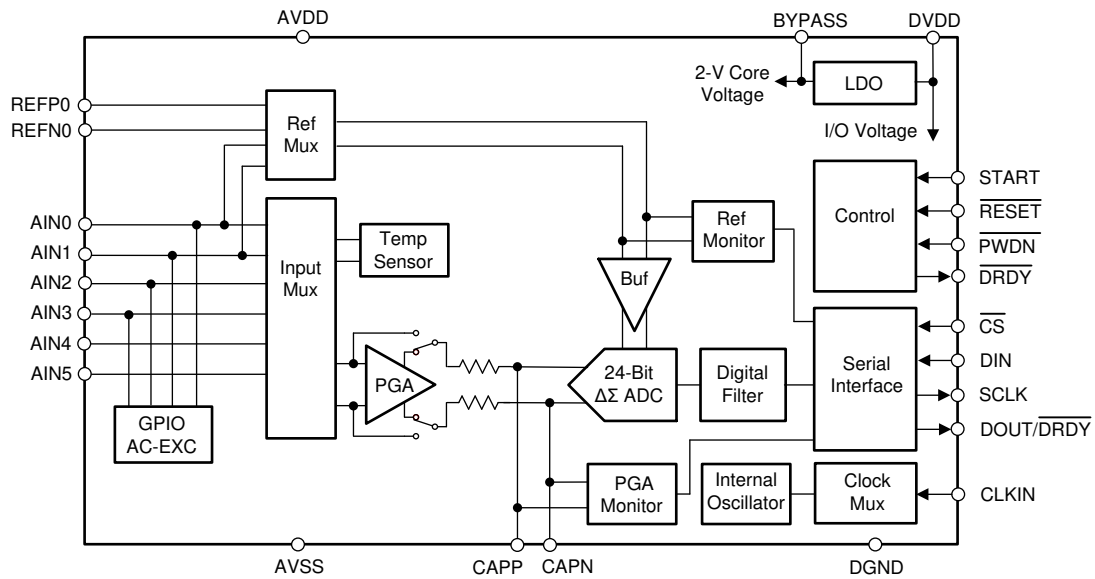 AVDD
BYPASS
DVDD
2-V Core
Voltage
LDO
I/O Voltage
REFP0
REFN0
Ref
Mux
START
RESET
PWDN
DRDY
Control
AIN0
AIN1
AIN2
AIN3
AIN4
AIN5
Input
Mux
Temp
Sensor
Ref
Monitor
Buf
CS
DIN
SCLK
DOUT/DRDY
Serial
Interface
PGA
24-Bit
ΔΣ ADC
Digital
Filter
GPIO
AC-EXC
PGA
Monitor
Internal
Oscillator
Clock
Mux
CLKIN
AVSS
CAPP
CAPN
DGND